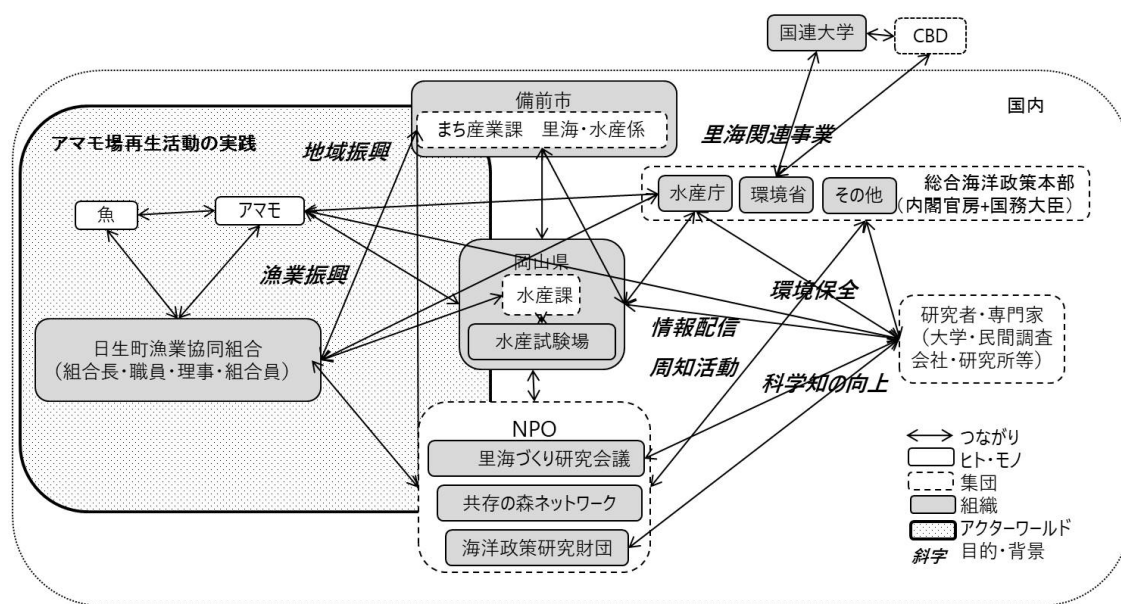 国連大学
CBD
国内
備前市
まち産業課 里海・水産係
アマモ場再生活動の実践
地域振興
里海関連事業
水産庁
環境省
その他
総合海洋政策本部
(内閣官房+国務大臣)
魚
アマモ
漁業振興
岡山県
水産課
水産試験場
環境保全
情報配信
周知活動
科学知の向上
研究者・専門家
(大学・民間調査
会社・研究所等)
日生町漁業協同組合
(組合長・職員・理事・組合員)
NPO
里海づくり研究会議
共存の森ネットワーク
海洋政策研究財団
つながり
ヒト・モノ
集団
組織
アクターワールド
斜字 目的・背景